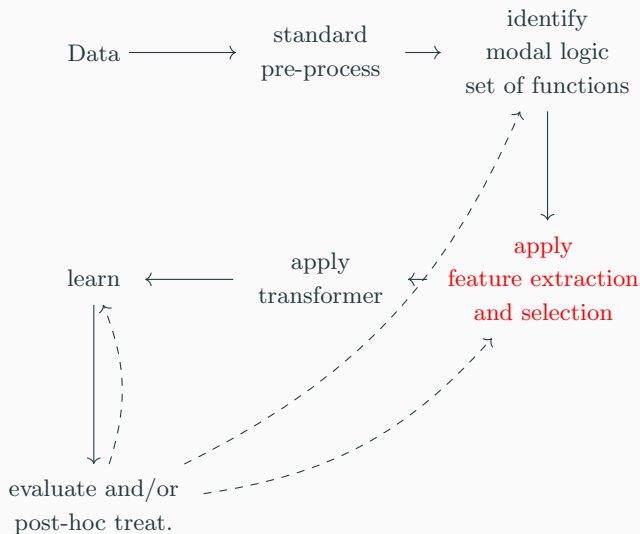 Data
standard
pre-process
identify
modal logic
set of functions
learn
apply
transformer
apply
feature extraction
and selection
evaluate and/or
post-hoc treat.